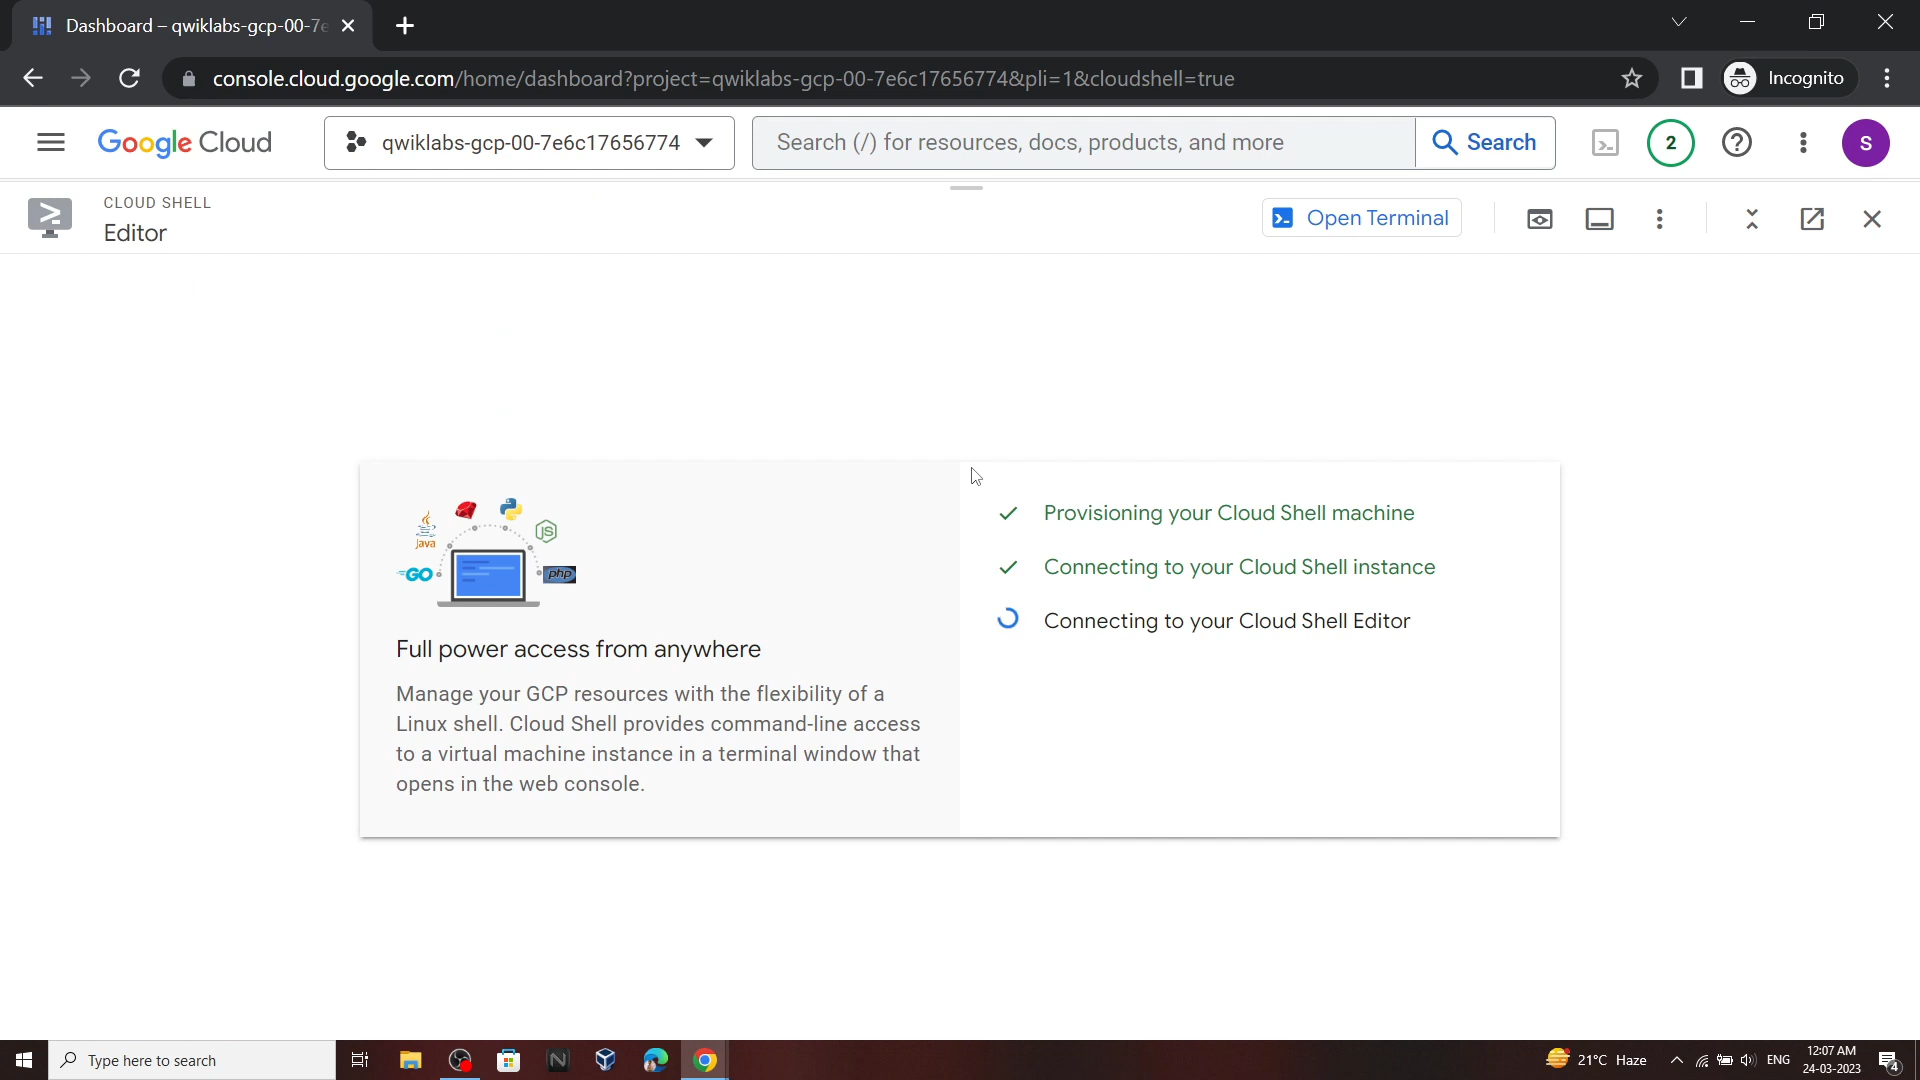 Dashboard – qwiklabs-gcp-00-7e
console.cloud.google.com/home/dashboard?project=qwiklabs-gcp-00-7e6c17656774&pli=1&cloudshell=true
Incognito
Google Cloud
qwiklabs-gcp-00-7e6c17656774
Search (/) for resources, docs, products, and more
Search
2
S
CLOUD SHELL
Editor
Open Terminal
Java
GO
JS
php
Full power access from anywhere
Manage your GCP resources with the flexibility of a
Linux shell. Cloud Shell provides command-line access
to a virtual machine instance in a terminal window that
opens in the web console.
Provisioning your Cloud Shell machine
Connecting to your Cloud Shell instance
Connecting to your Cloud Shell Editor
Type here to search
N
21°C Haze
ENG
12:07 AM
24-03-2023
4